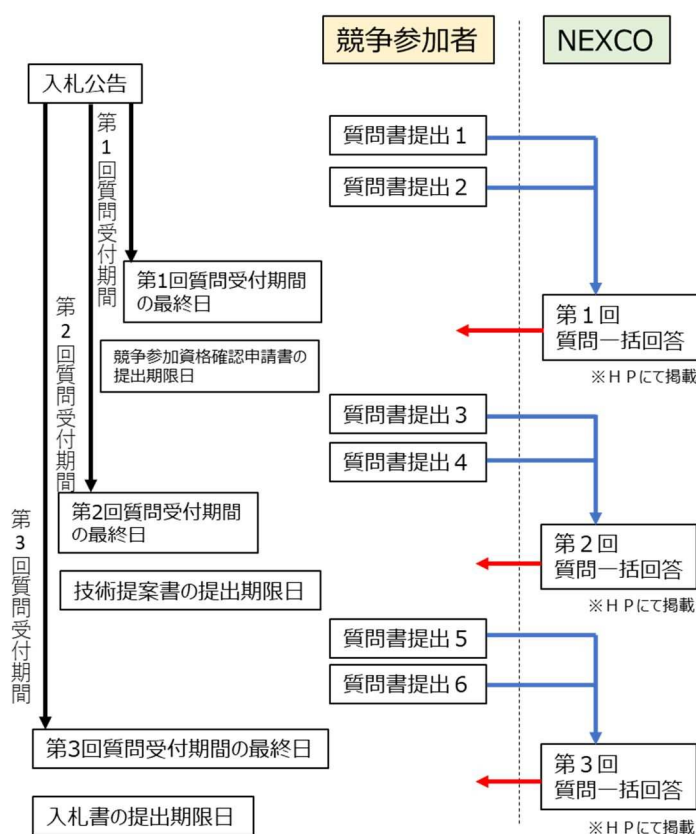 競争参加者
NEXCO
入札公告
第1回質問受付期間
第2回質問受付期間
第3回質問受付期間
質問書提出1
質問書提出2
第1回質問受付期間
の最終日
第1回
質問一括回答
※HPにて掲載
競争参加資格確認申請書の
提出期限日
質問書提出3
質問書提出4
第2回質問受付期間
の最終日
第2回
質問一括回答
※HPにて掲載
技術提案書の提出期限日
質問書提出5
質問書提出6
第3回質問受付期間の最終日
第3回
質問一括回答
※HPにて掲載
入札書の提出期限日